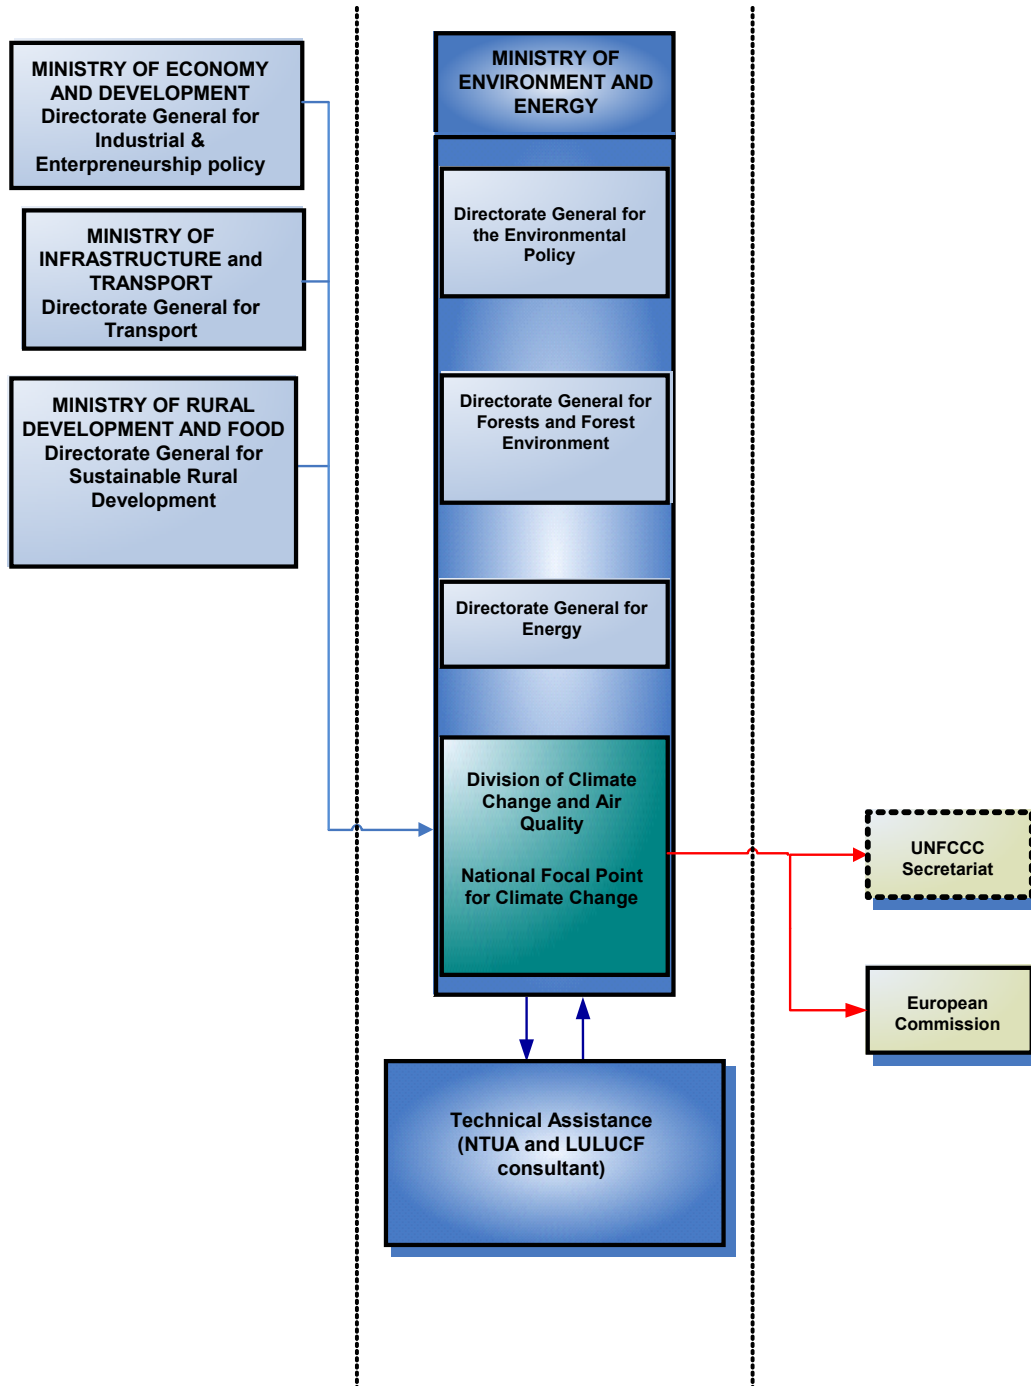 MINISTRY OF ECONOMY
AND DEVELOPMENT
Directorate General for
Industrial &
Enterpreneurship policy
MINISTRY OF
INFRASTRUCTURE and
TRANSPORT
Directorate General for
Transport
MINISTRY OF RURAL
DEVELOPMENT AND FOOD
Directorate General for
Sustainable Rural
Development
MINISTRY OF
ENVIRONMENT AND
ENERGY
Directorate General for
the Environmental
Policy
Directorate General for
Forests and Forest
Environment
Directorate General for
Energy
Division of Climate
Change and Air
Quality
National Focal Point
for Climate Change
Technical Assistance
(NTUA and LULUCF
consultant)
UNFCCC
Secretariat
European
Commission